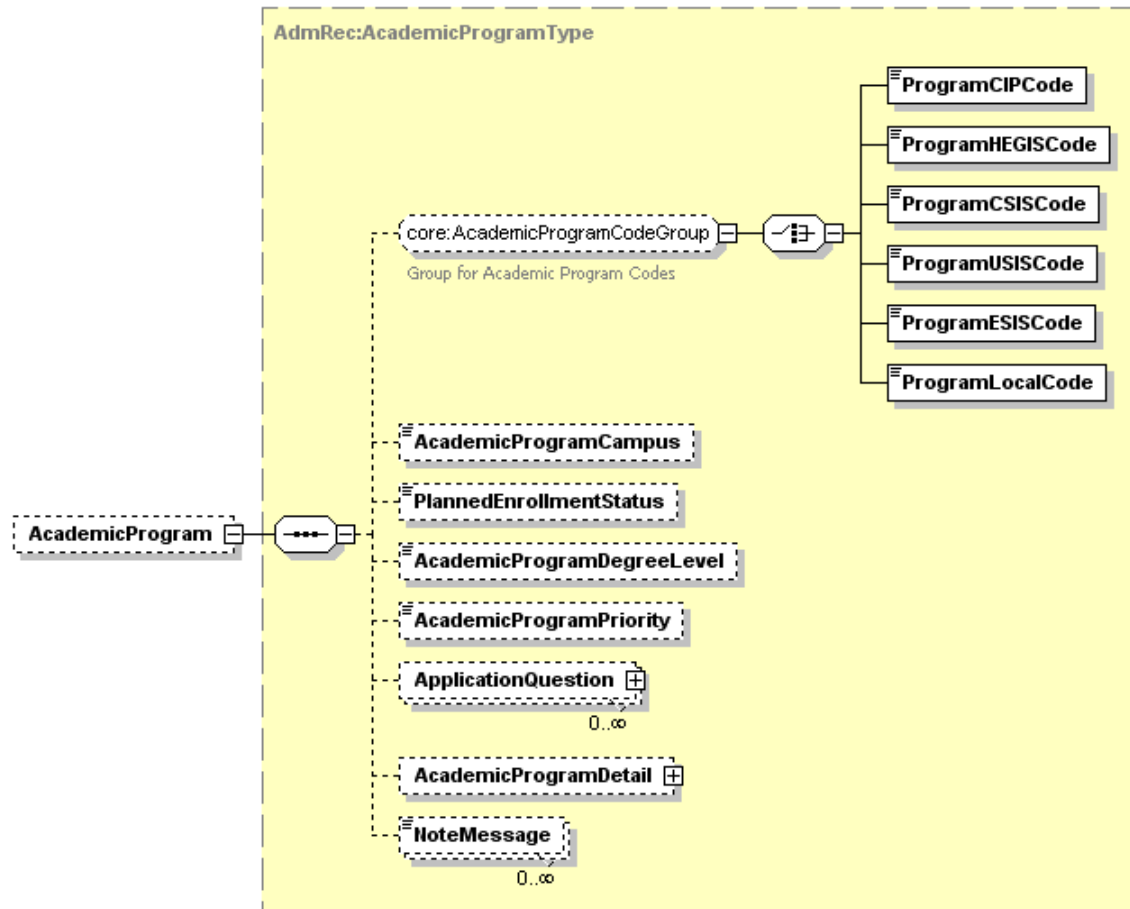 AdmRec:AcademicProgramType
ProgramCIPCode
ProgramHEGISCode
ProgramCSISCode
core:AcademicProgramCodeGroup
Group for Academic Program Codes
ProgramUSISCode
ProgramESISCode
ProgramLocalCode
AcademicProgramCampus
PlannedEnrollmentStatus
AcademicProgram
AcademicProgramDegreeLevel
AcademicProgramPriority
ApplicationQuestion
0..∞
AcademicProgramDetail
NoteMessage
0..∞